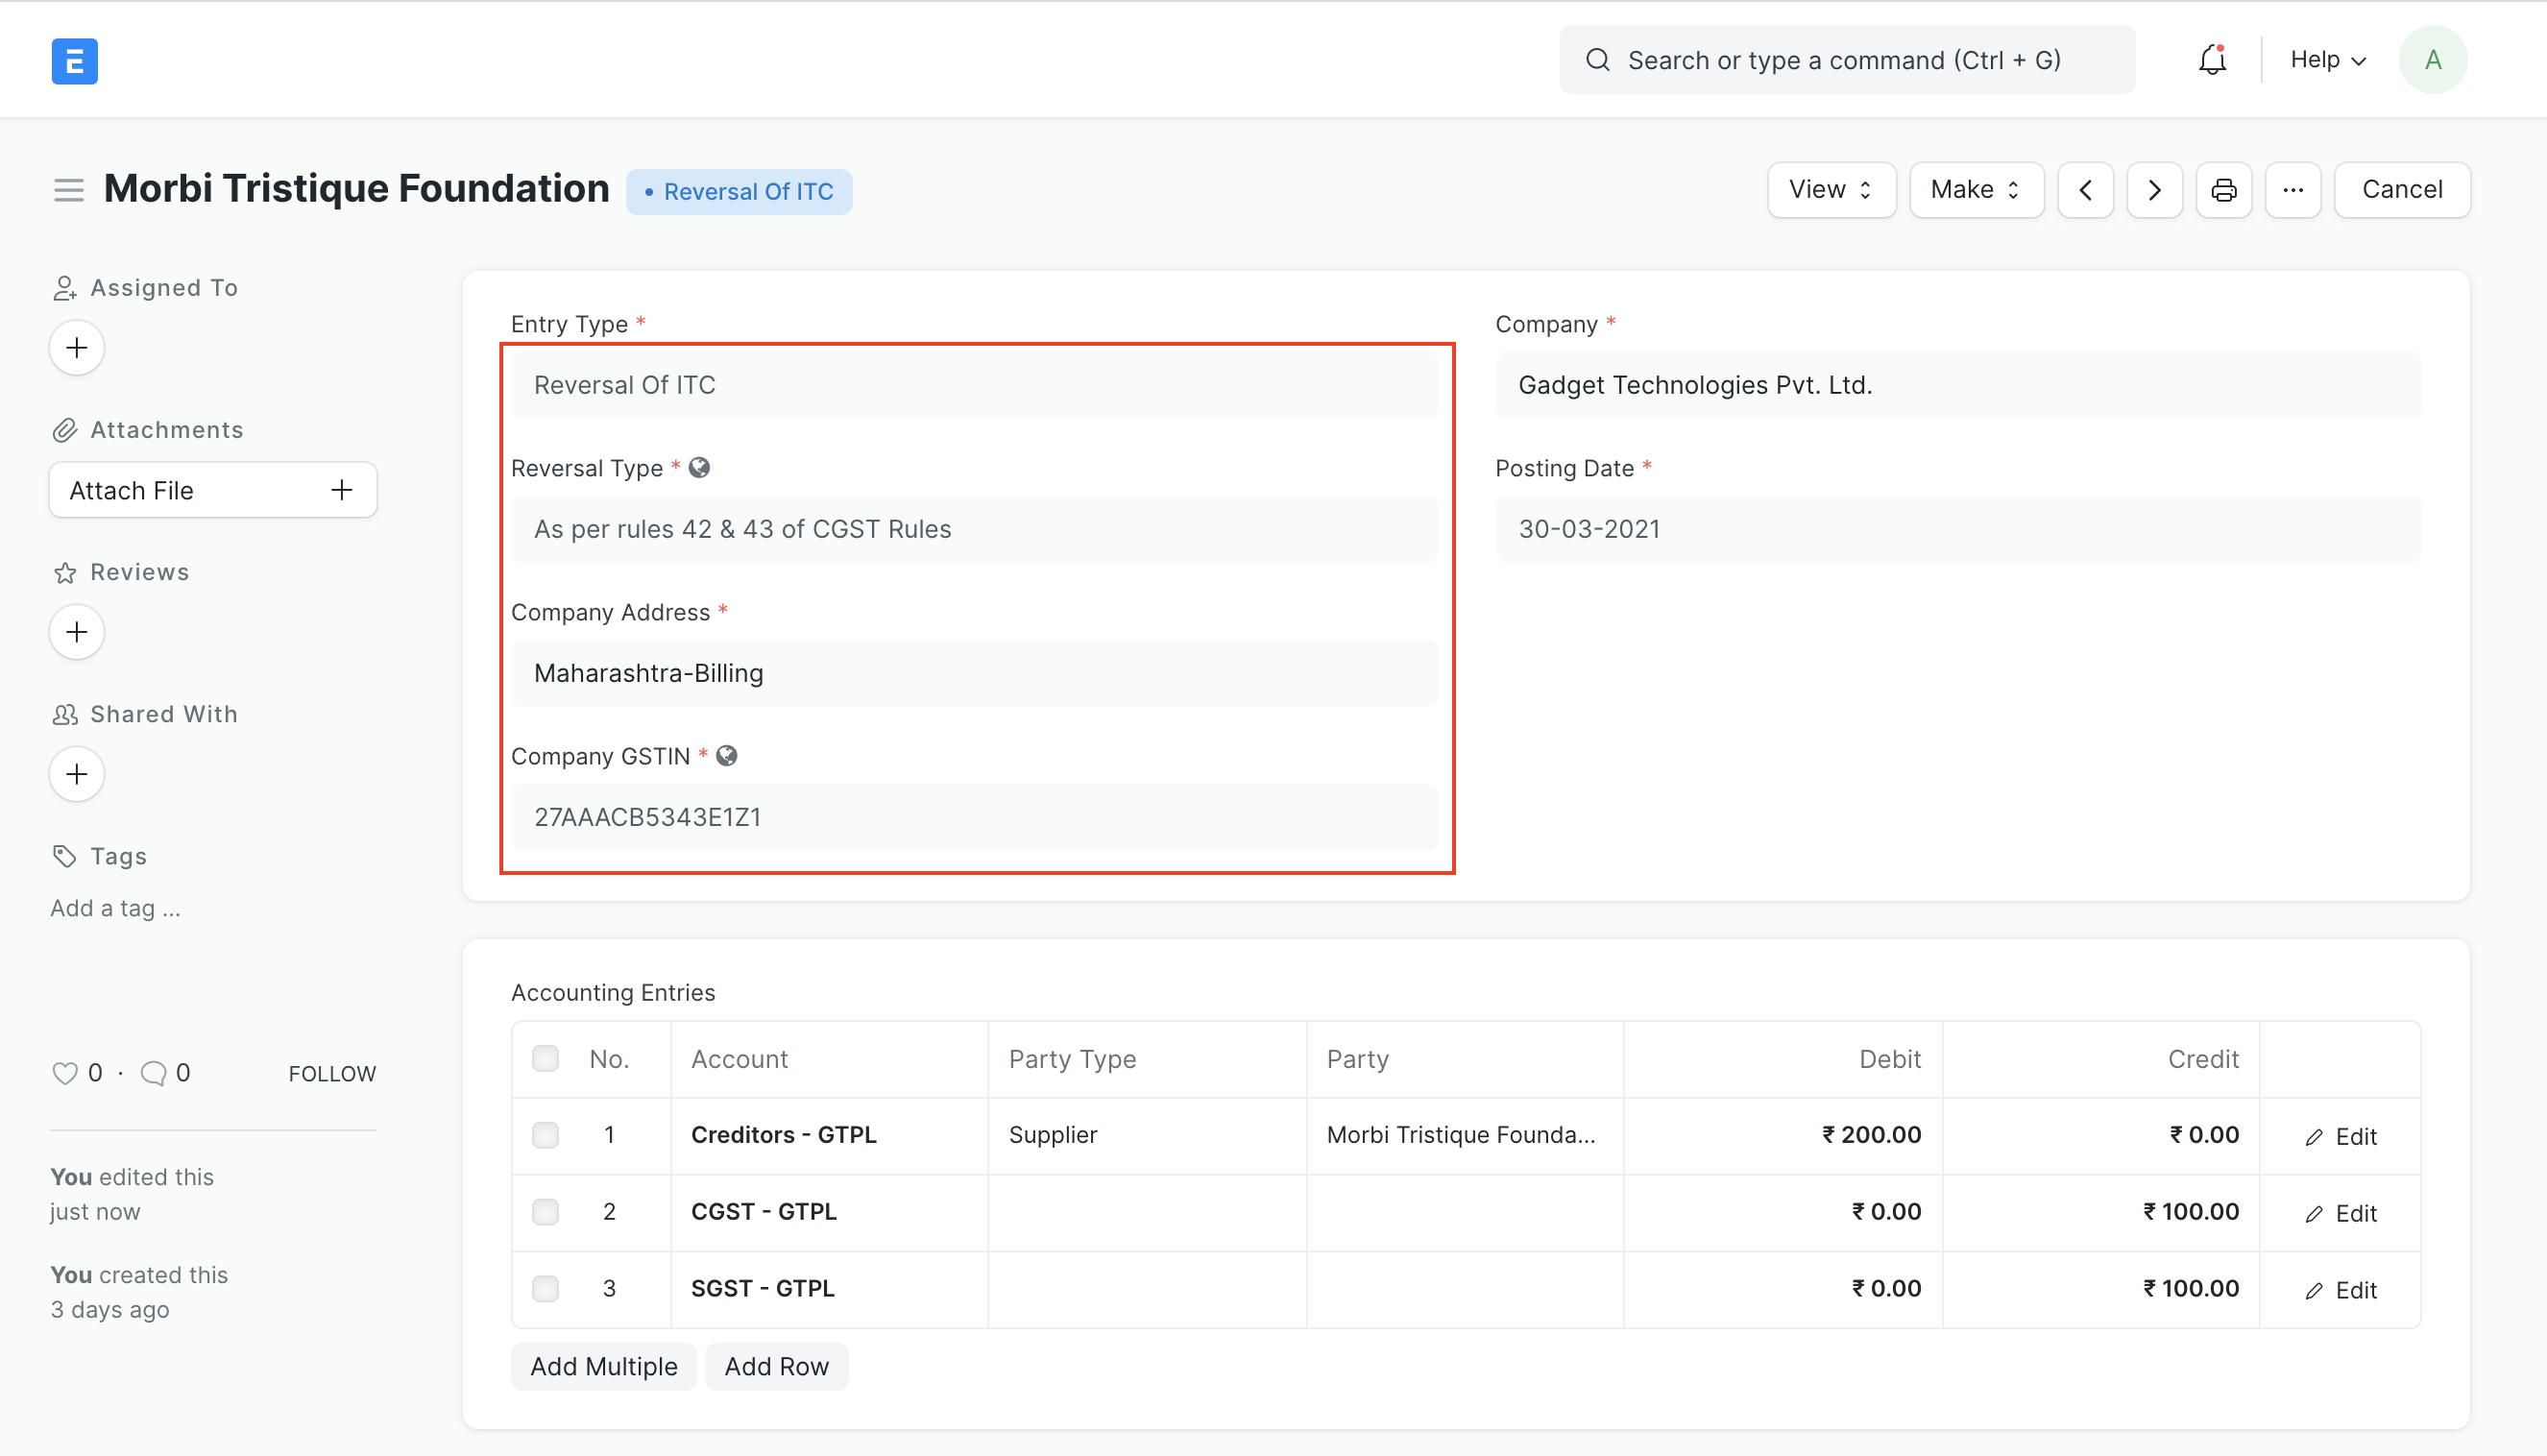 E
Search or type a command (Ctrl + G)
Help
A
Morbi Tristique Foundation
• Reversal Of ITC
View
Make
Cancel
Assigned To
Attachments
Attach File
Reviews
Shared With
Tags
Add a tag ...
0 · 0 FOLLOW
You edited this
just now
You created this
3 days ago
Entry Type *
Reversal Of ITC
Reversal Type *
As per rules 42 & 43 of CGST Rules
Company Address *
Maharashtra-Billing
Company GSTIN *
27AAACB5343E1Z1
Company *
Gadget Technologies Pvt. Ltd.
Posting Date *
30-03-2021
Accounting Entries
No. Account Party Type Party Debit Credit
1 Creditors - GTPL Supplier Morbi Tristique Founda... ₹ 200.00 ₹ 0.00 Edit
2 CGST - GTPL ₹ 0.00 ₹ 100.00 Edit
3 SGST - GTPL ₹ 0.00 ₹ 100.00 Edit
Add Multiple Add Row